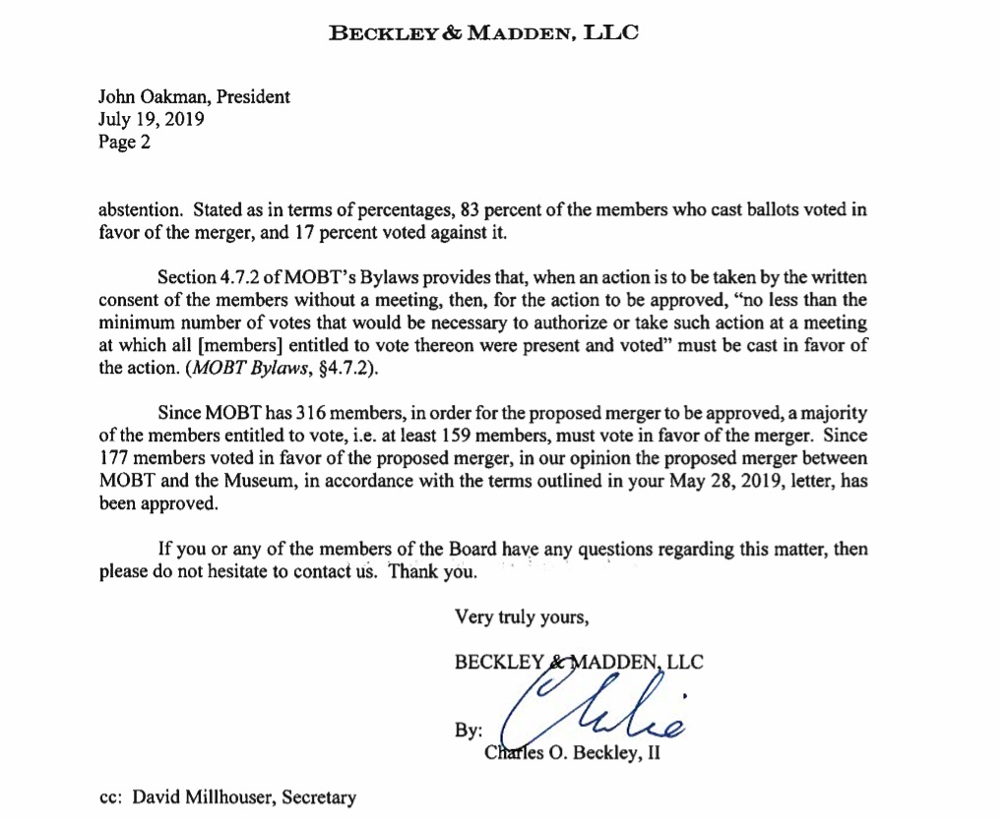 BECKLEY & MADDEN, LLC
John Oakman, President
July 19, 2019
Page 2
abstention. Stated as in terms of percentages, 83 percent of the members who cast ballots voted in
favor of the merger, and 17 percent voted against it.
Section 4.7.2 of MOBT's Bylaws provides that, when an action is to be taken by the written
consent of the members without a meeting, then, for the action to be approved, "no less than the
minimum number of votes that would be necessary to authorize or take such action at a meeting
at which all [members] entitled to vote thereon were present and voted" must be cast in favor of
the action. (MOBT Bylaws, §4.7.2).
Since MOBT has 316 members, in order for the proposed merger to be approved, a majority
of the members entitled to vote, i.e. at least 159 members, must vote in favor of the merger. Since
177 members voted in favor of the proposed merger, in our opinion the proposed merger between
MOBT and the Museum, in accordance with the terms outlined in your May 28, 2019, letter, has
been approved.
If you or any of the members of the Board have any questions regarding this matter, then
please do not hesitate to contact us. Thank you.
Very truly yours,
BECKLEY & MADDEN, LLC
Charlie
By:
Charles O. Beckley, II
cc: David Millhouser, Secretary